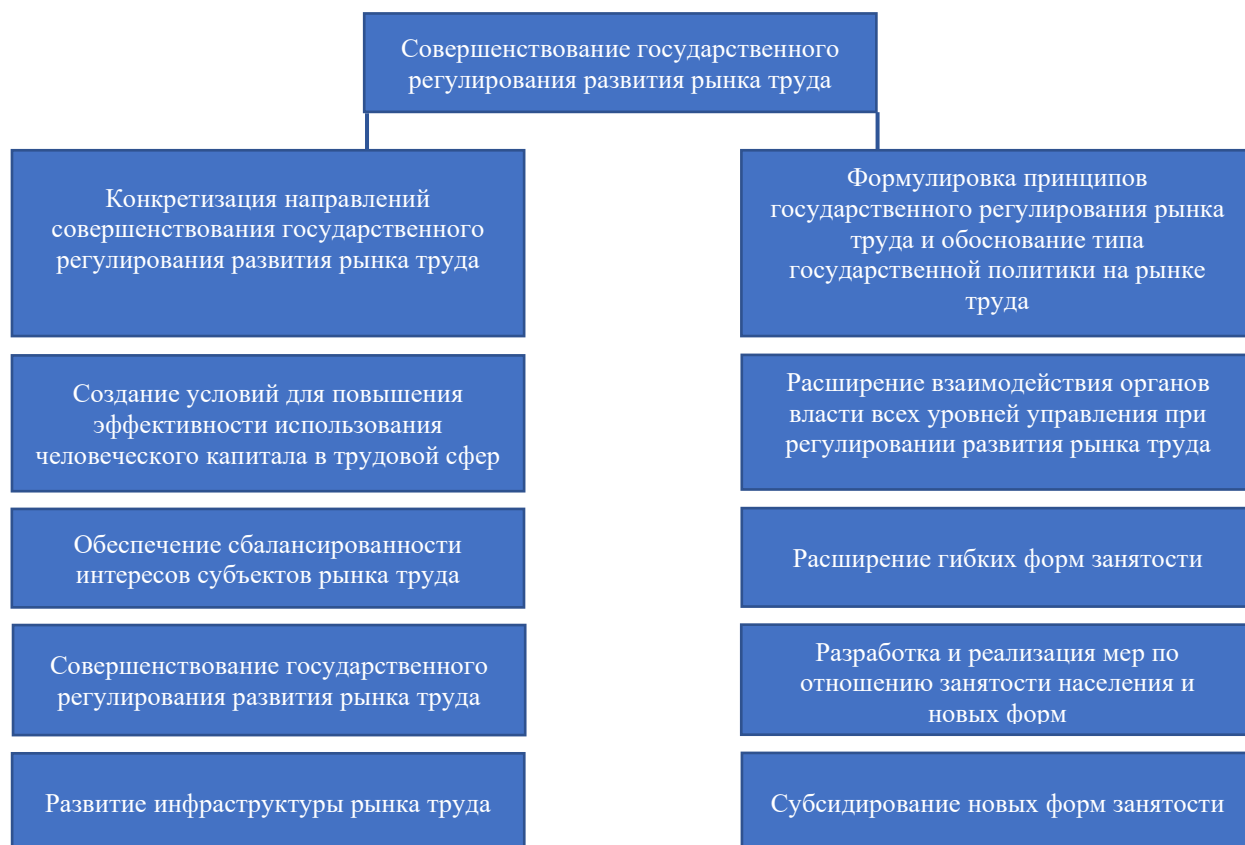 Совершенствование государственного
регулирования развития рынка труда
Конкретизация направлений
совершенствования государственного
регулирования развития рынка труда
Формулировка принципов
государственного регулирования рынка
труда и обоснование типа
государственной политики на рынке
труда
Создание условий для повышения
эффективности использования
человеческого капитала в трудовой сфер
Расширение взаимодействия органов
власти всех уровней управления при
регулировании развития рынка труда
Обеспечение сбалансированности
интересов субъектов рынка труда
Расширение гибких форм занятости
Совершенствование государственного
регулирования развития рынка труда
Разработка и реализация мер по
отношению занятости населения и
новых форм
Развитие инфраструктуры рынка труда
Субсидирование новых форм занятости